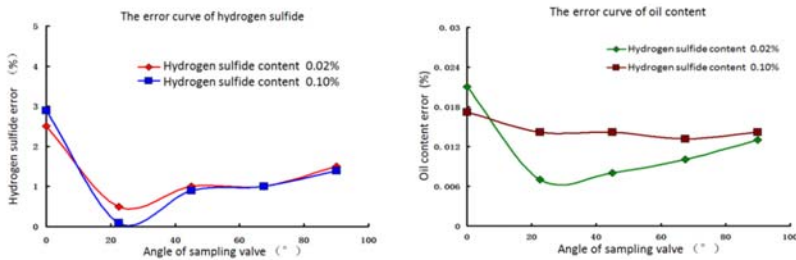 The error curve of hydrogen sulfide
5
4
3
2
1
0
Hydrogen sulfide error （%）
Hydrogen sulfide content 0.02%
Hydrogen sulfide content 0.10%
0 20 40 60 80 100
Angle of sampling valve （°）
The error curve of oil content
0.03
0.024
0.018
0.012
0.006
0
Oil content error (%)
Hydrogen sulfide content 0.02%
Hydrogen sulfide content 0.10%
0 20 40 60 80 100
Angle of sampling valve （°）